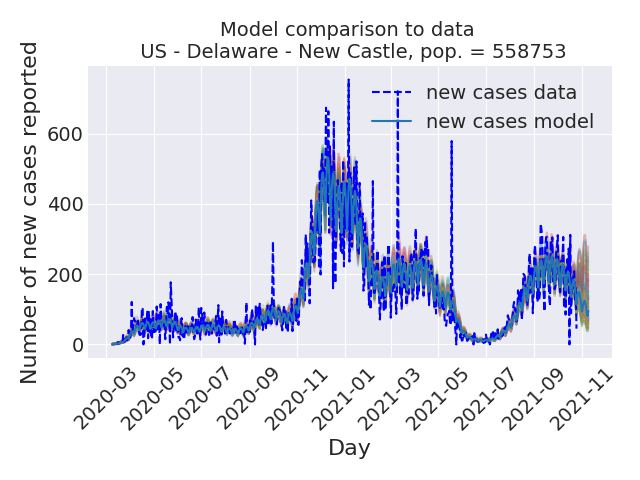 Model comparison to data
US - Delaware - New Castle, pop. = 558753
new cases data
new cases model
Number of new cases reported
600
400
200
0
2020-03
2020-05
2020-07
2020-09
2020-11
2021-01
2021-03
2021-05
2021-07
2021-09
2021-11
Day